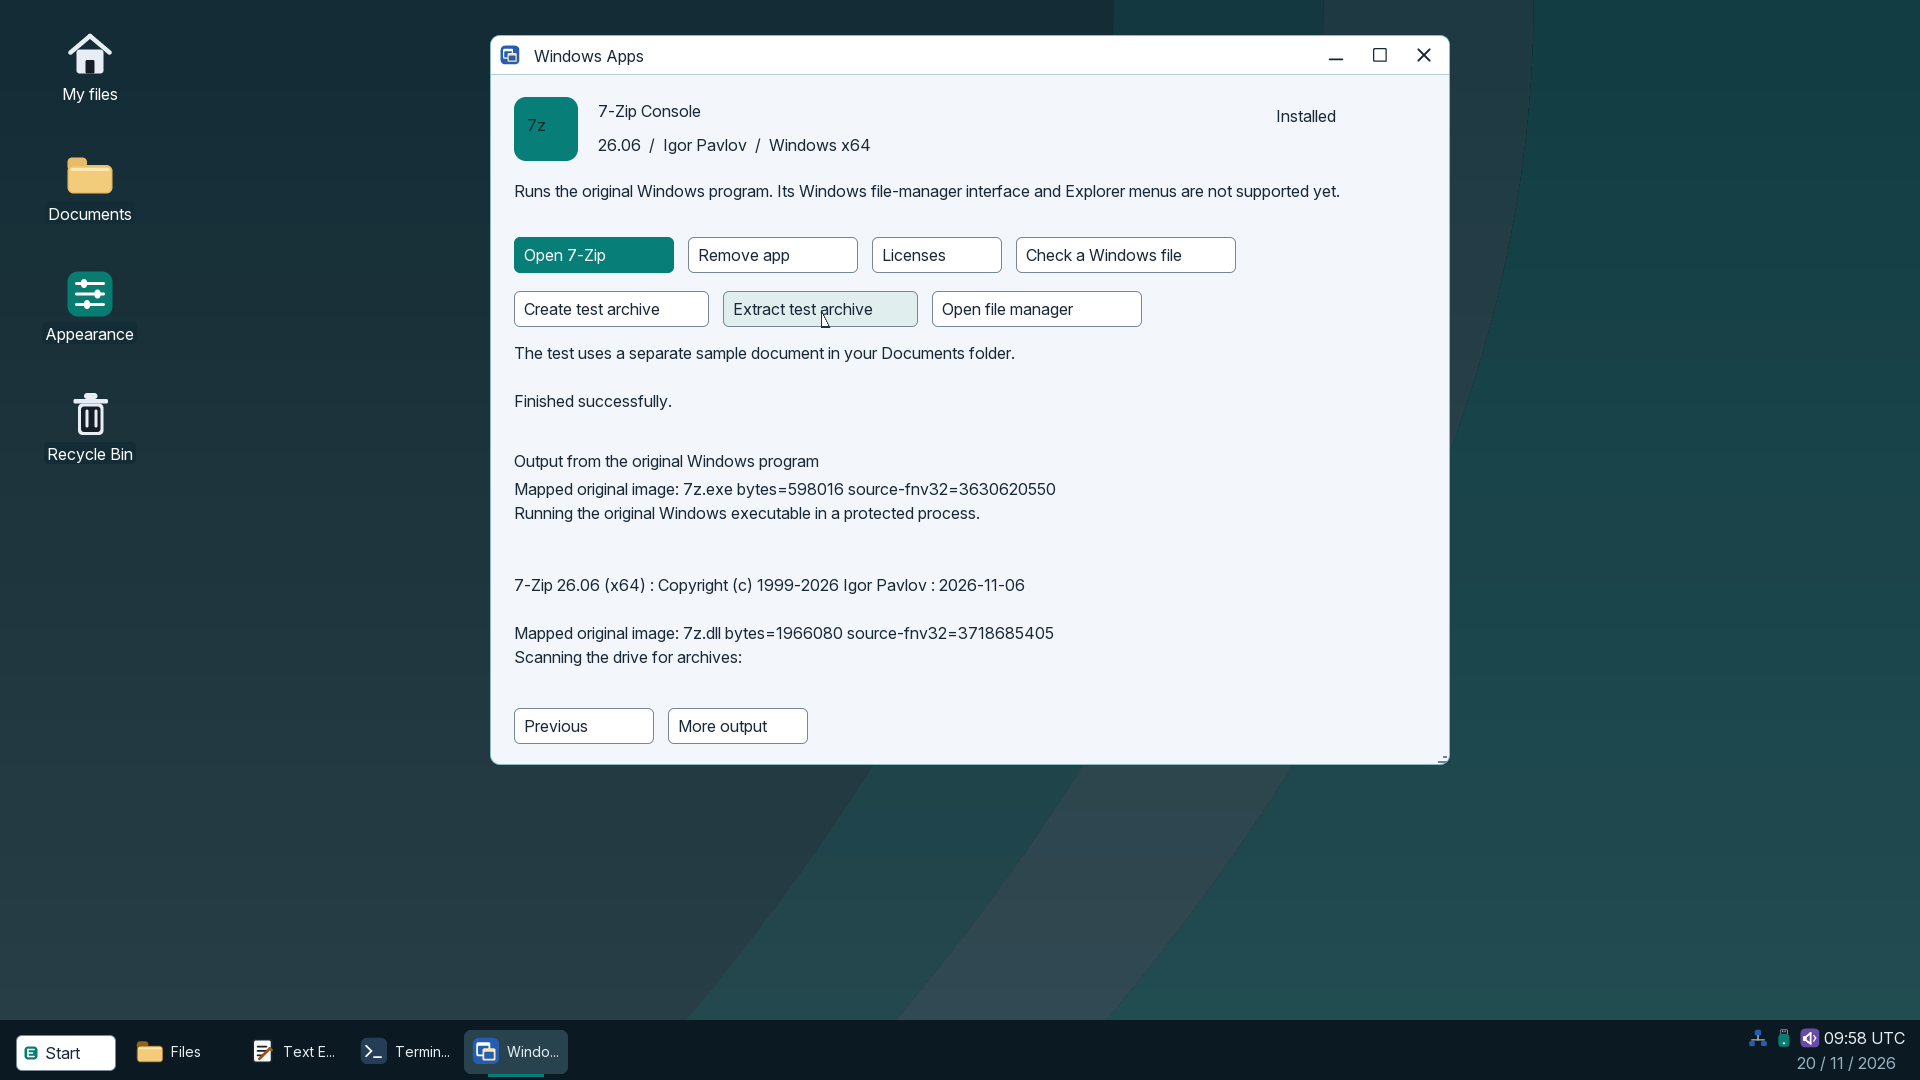 My files
Documents
Appearance
Recycle Bin
Windows Apps
7z
7-Zip Console
26.06 / Igor Pavlov / Windows x64
Installed
Runs the original Windows program. Its Windows file-manager interface and Explorer menus are not supported yet.
Open 7-Zip
Remove app
Licenses
Check a Windows file
Create test archive
Extract test archive
Open file manager
The test uses a separate sample document in your Documents folder.
Finished successfully.
Output from the original Windows program
Mapped original image: 7z.exe bytes=598016 source-fnv32=3630620550
Running the original Windows executable in a protected process.
7-Zip 26.06 (x64) : Copyright (c) 1999-2026 Igor Pavlov : 2026-11-06
Mapped original image: 7z.dll bytes=1966080 source-fnv32=3718685405
Scanning the drive for archives:
Previous
More output
Start
Files
Text E...
Termin...
Windo...
09:58 UTC
20 / 11 / 2026